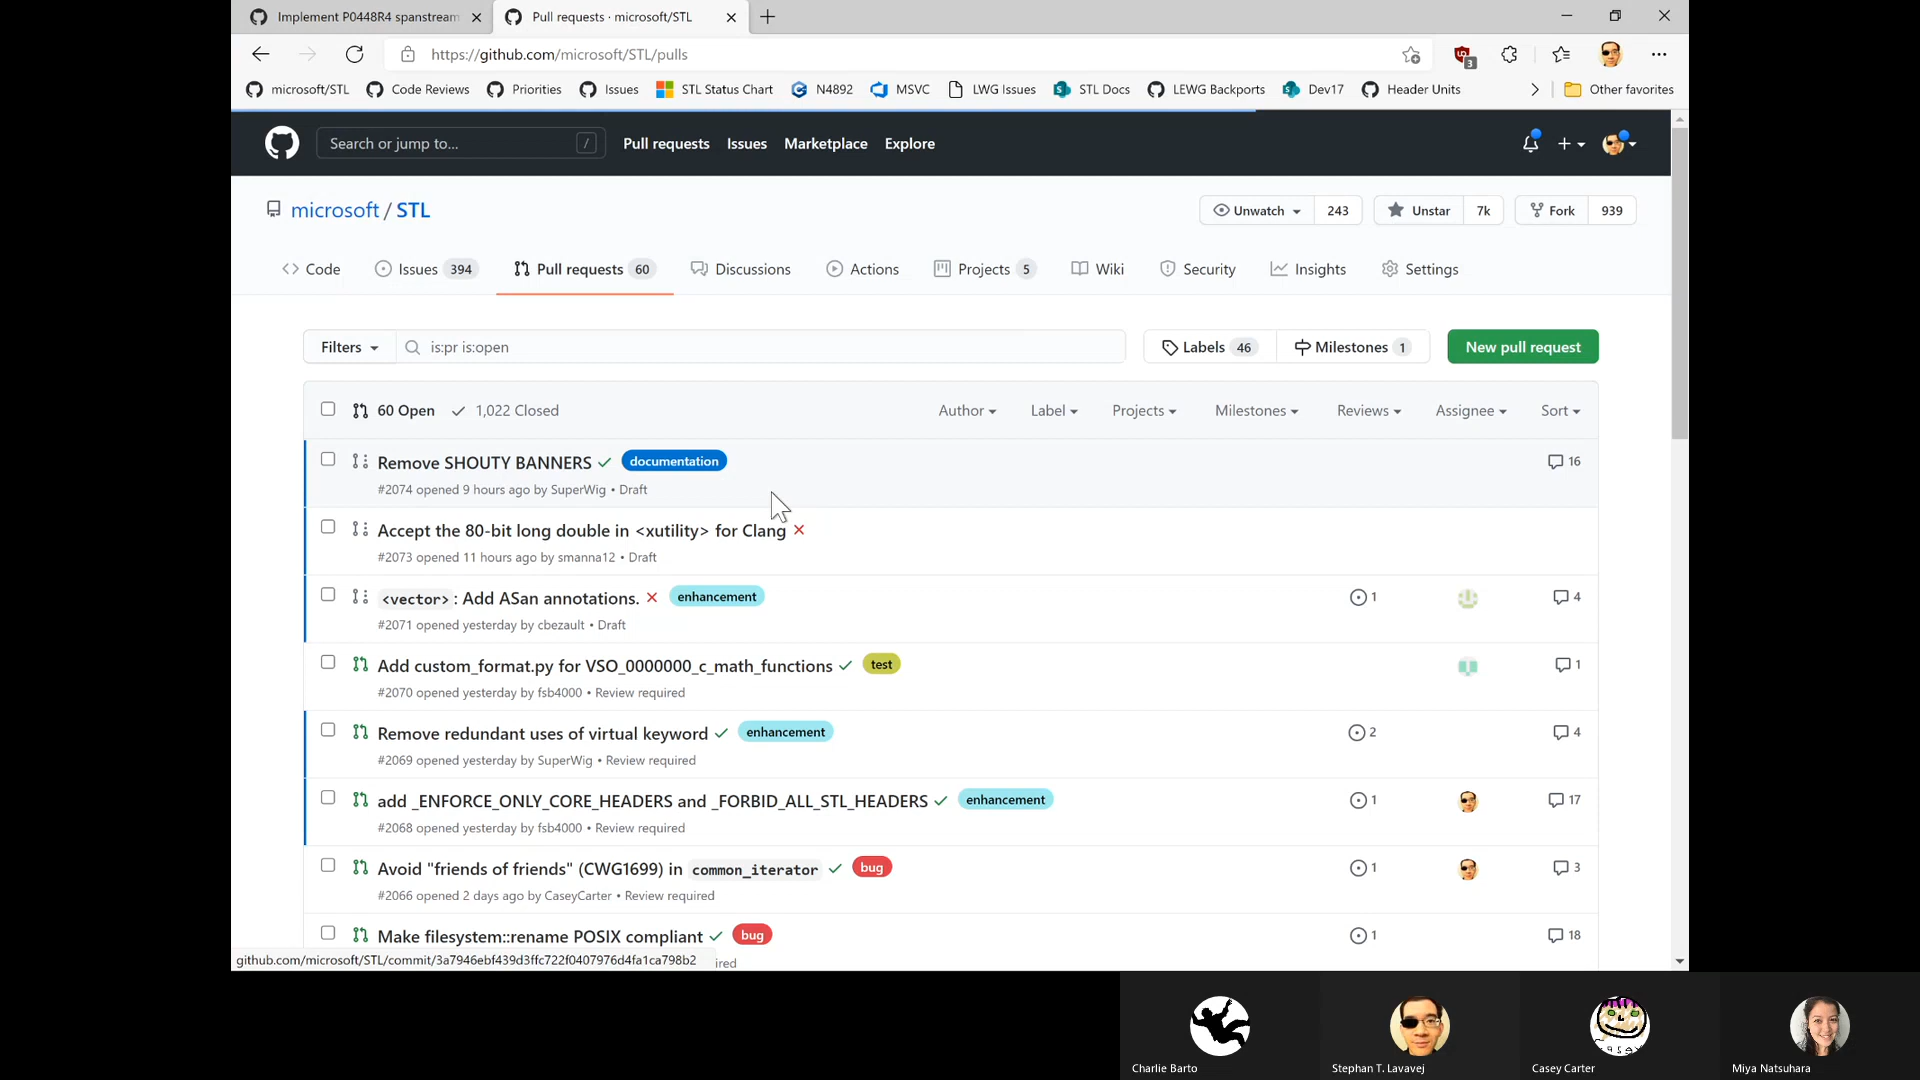 Implement P0448R4 spanstream
Pull requests · microsoft/STL
https://github.com/microsoft/STL/pulls
3
microsoft/STL
Code Reviews
Priorities
Issues
STL Status Chart
N4892
MSVC
LWG Issues
STL Docs
LEWG Backports
Dev17
Header Units
Other favorites
Search or jump to... /
Pull requests
Issues
Marketplace
Explore
microsoft / STL
Unwatch 243
Unstar 7k
Fork 939
Code
Issues 394
Pull requests 60
Discussions
Actions
Projects 5
Wiki
Security
Insights
Settings
Filters
is:pr is:open
Labels 46
Milestones 1
New pull request
60 Open
1,022 Closed
Author
Label
Projects
Milestones
Reviews
Assignee
Sort
Remove SHOUTY BANNERS documentation 16
#2074 opened 9 hours ago by SuperWig • Draft
Accept the 80-bit long double in <xutility> for Clang
#2073 opened 11 hours ago by smanna12 • Draft
<vector>: Add ASan annotations. enhancement 1 4
#2071 opened yesterday by cbezault • Draft
Add custom_format.py for VSO_0000000_c_math_functions test 1
#2070 opened yesterday by fsb4000 • Review required
Remove redundant uses of virtual keyword enhancement 2 4
#2069 opened yesterday by SuperWig • Review required
add _ENFORCE_ONLY_CORE_HEADERS and _FORBID_ALL_STL_HEADERS enhancement 1 17
#2068 opened yesterday by fsb4000 • Review required
Avoid "friends of friends" (CWG1699) in common_iterator bug 1 3
#2066 opened 2 days ago by CaseyCarter • Review required
Make filesystem::rename POSIX compliant bug 1 18
github.com/microsoft/STL/commit/3a7946ebf439d3ffc722f0407976d4fa1ca798b2 ired
Charlie Barto
Stephan T. Lavavej
Casey Carter
Miya Natsuhara